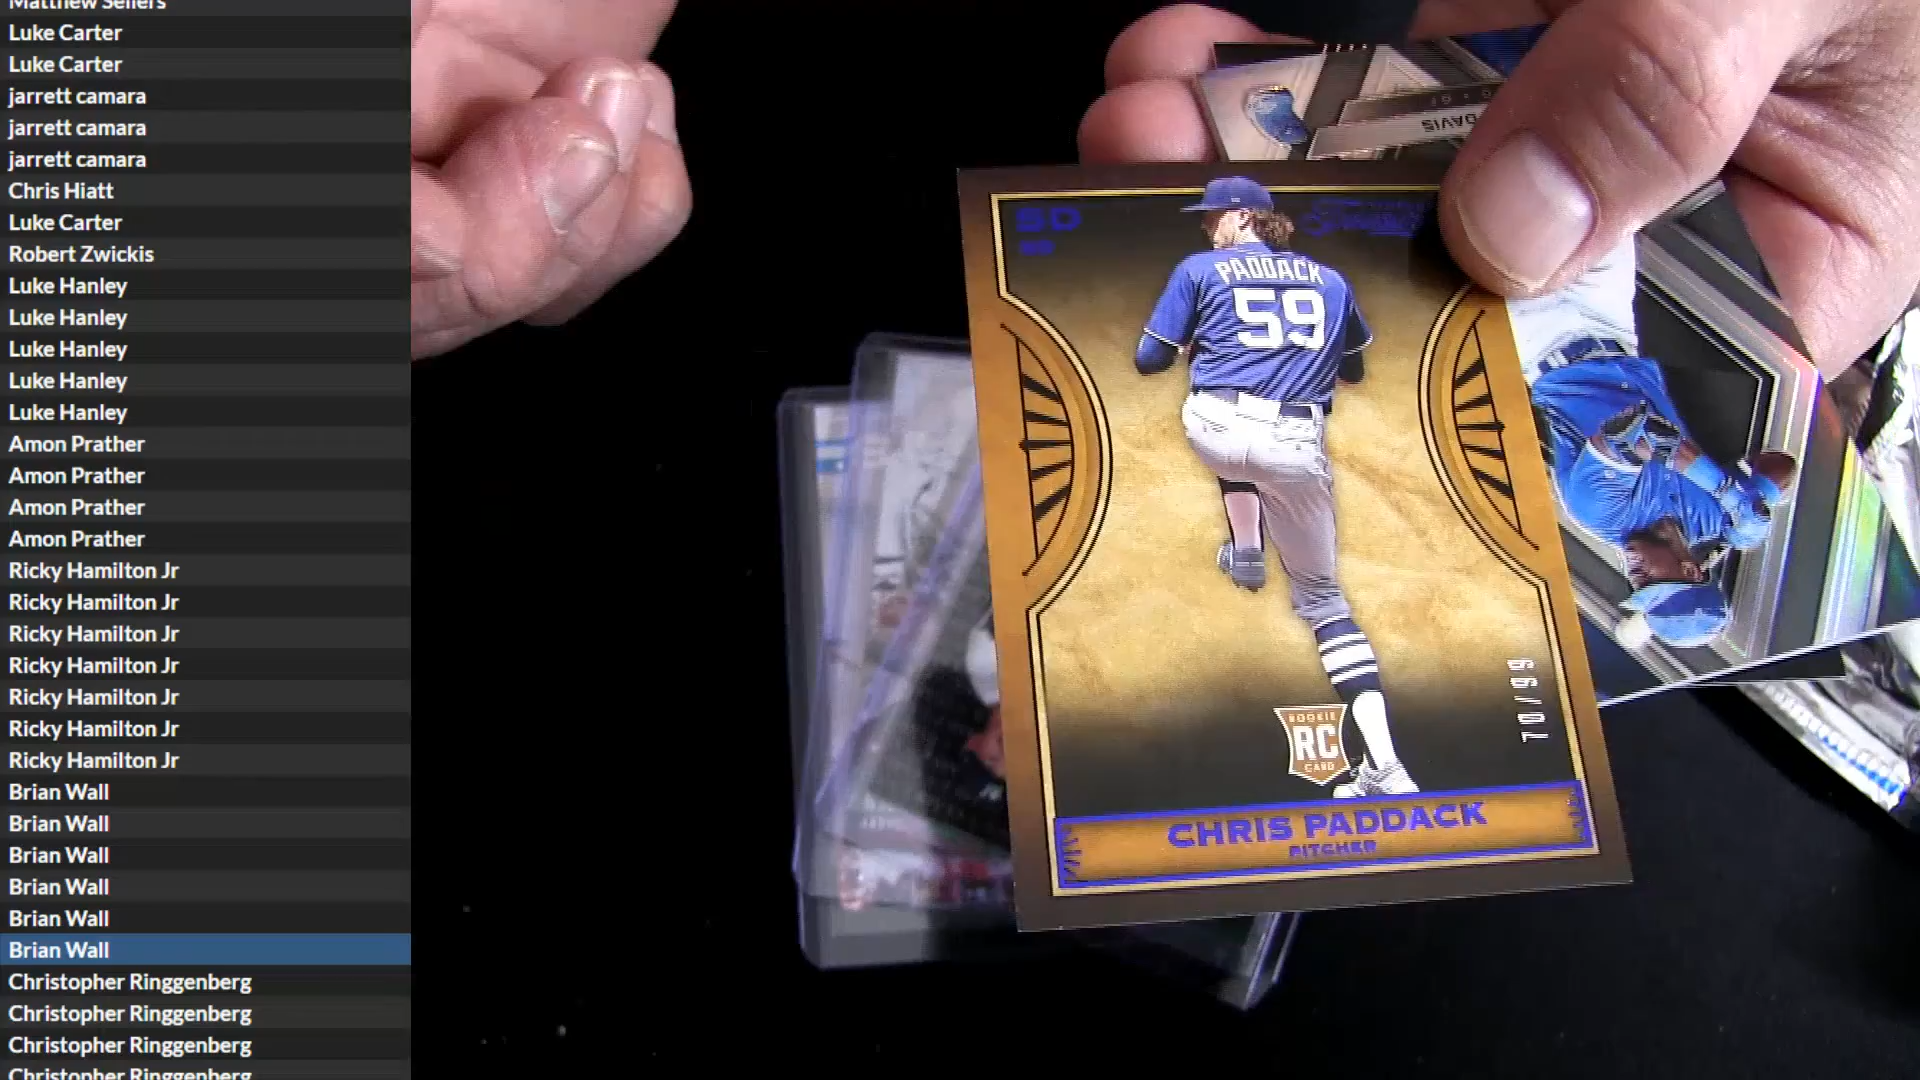 Matthew Sellers
Luke Carter
Luke Carter
jarrett camara
jarrett camara
jarrett camara
Chris Hiatt
Luke Carter
Robert Zwickis
Luke Hanley
Luke Hanley
Luke Hanley
Luke Hanley
Luke Hanley
Amon Prather
Amon Prather
Amon Prather
Amon Prather
Ricky Hamilton Jr
Ricky Hamilton Jr
Ricky Hamilton Jr
Ricky Hamilton Jr
Ricky Hamilton Jr
Ricky Hamilton Jr
Ricky Hamilton Jr
Brian Wall
Brian Wall
Brian Wall
Brian Wall
Brian Wall
Brian Wall
Christopher Ringgenberg
Christopher Ringgenberg
Christopher Ringgenberg
Christopher Ringgenberg
DAVIS
SD
PADDACK
59
70/99
ROOKIE
RC
CARD
CHRIS PADDACK
PITCHER